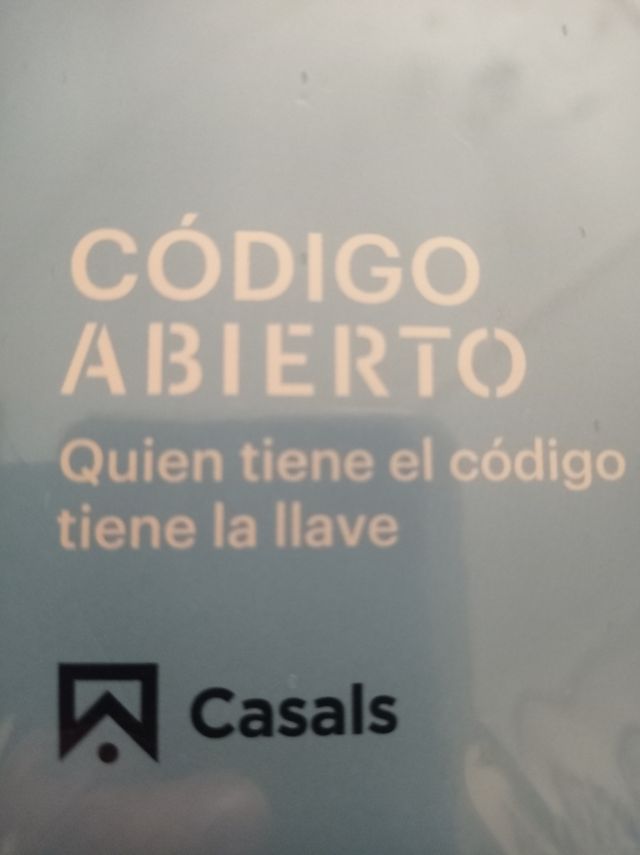 CÓDIGO
ABIERTO
Quien tiene el código
tiene la llave
Casals